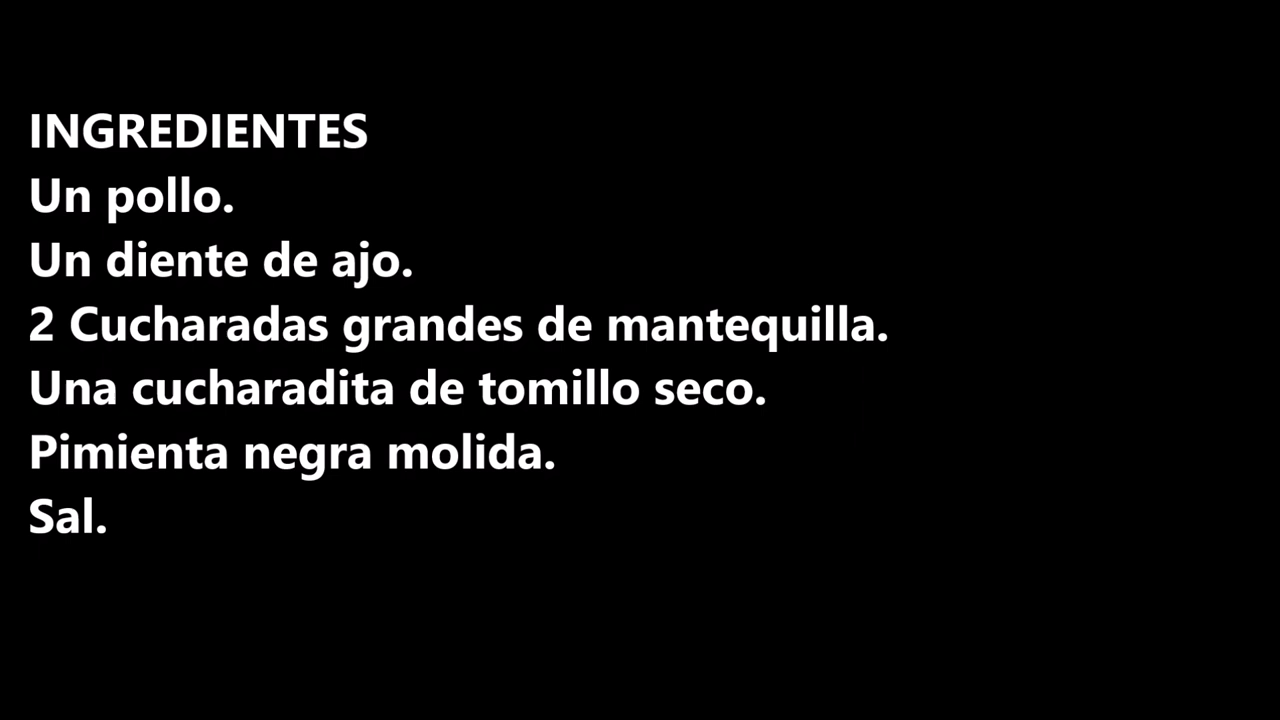 INGREDIENTES
Un pollo.
Un diente de ajo.
2 Cucharadas grandes de mantequilla.
Una cucharadita de tomillo seco.
Pimienta negra molida.
Sal.